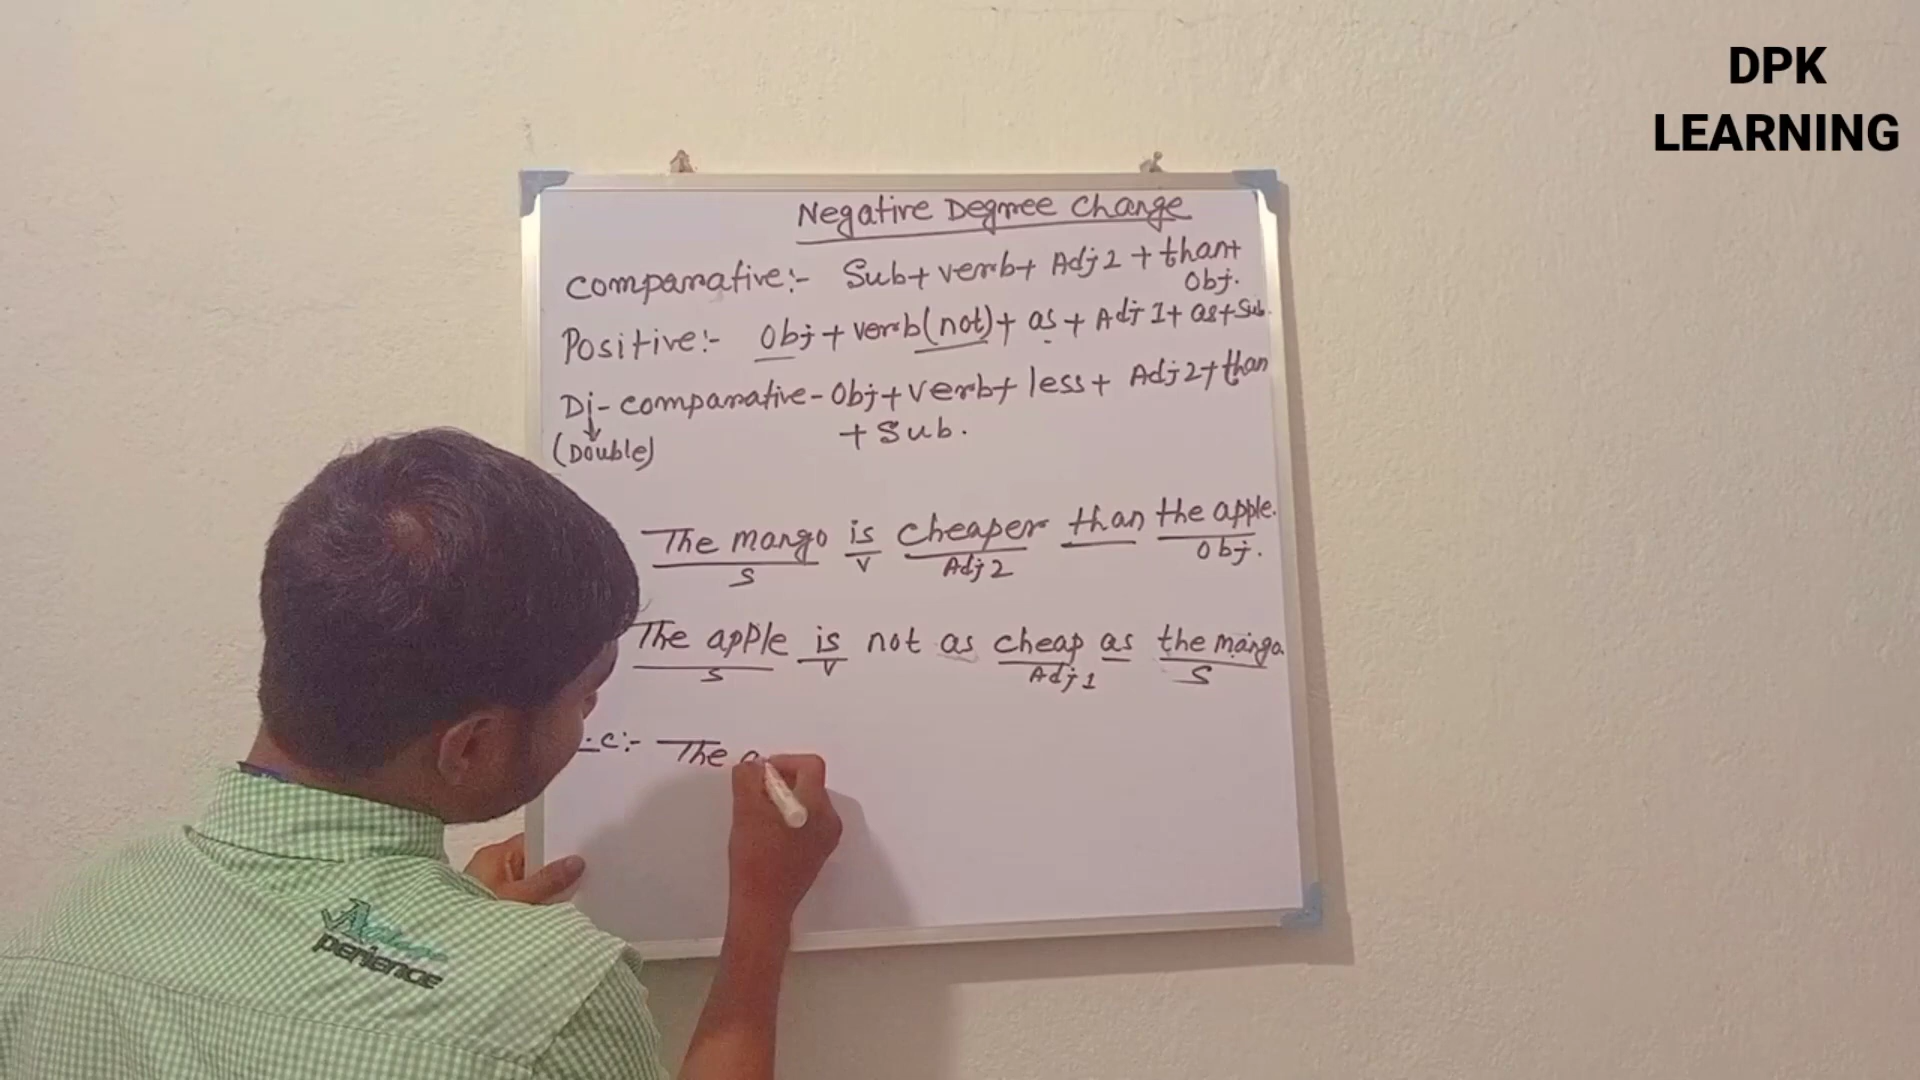 DPK
LEARNING
Negative Degree Change
Comparative:- Sub + verb + Adj 2 + than +
Obj.
Positive:- Obj + verb (not) + as + Adj 1 + as + Sub.
Di- comparative - Obj + verb + less + Adj 2 + than
(Double) + Sub.
The mango is cheaper than the apple.
S V Adj 2 Obj.
The apple is not as cheap as the mango.
S V Adj 1 S
c:- The a
perience